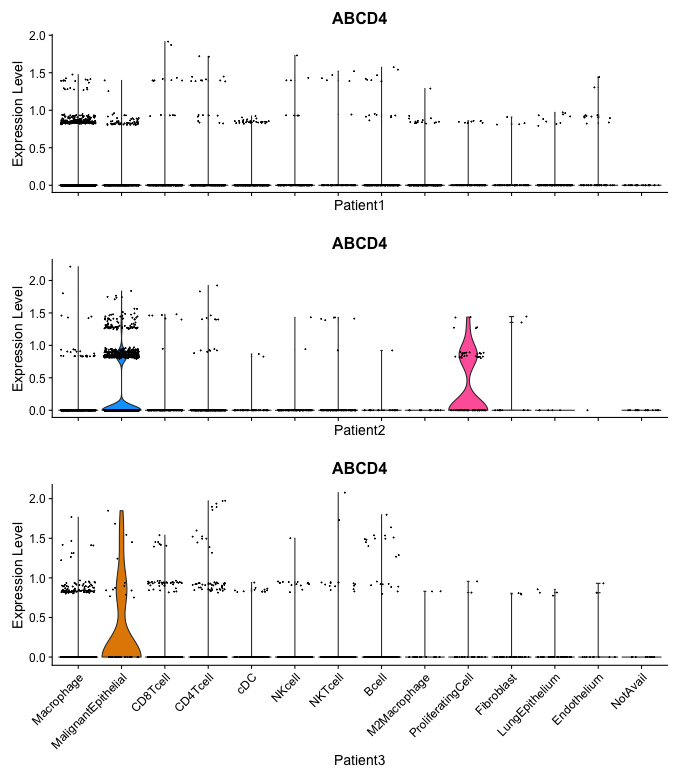 ABCD4
Expression Level
2.0
1.5
1.0
0.5
0.0
Patient1
ABCD4
Expression Level
2.0
1.5
1.0
0.5
0.0
Patient2
ABCD4
Expression Level
2.0
1.5
1.0
0.5
0.0
Macrophage
MalignantEpithelial
CD8Tcell
CD4Tcell
cDC
NKcell
NKTcell
Bcell
M2Macrophage
ProliferatingCell
Fibroblast
LungEpithelium
Endothelium
NotAvail
Patient3